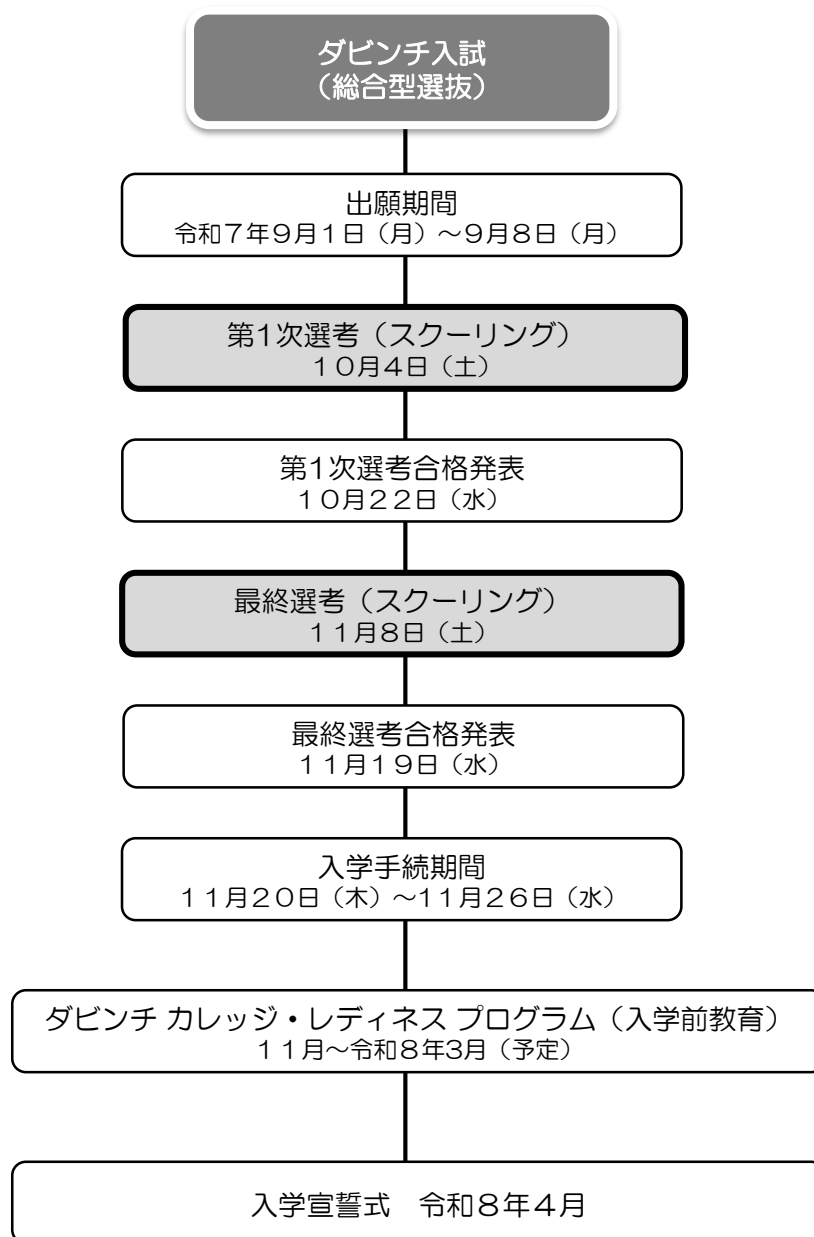 ダビンチ入試
（総合型選抜）
出願期間
令和７年９月１日（月）～９月８日（月）
第1次選考（スクーリング）
１０月４日（土）
第1次選考合格発表
１０月２２日（水）
最終選考（スクーリング）
１１月８日（土）
最終選考合格発表
１１月１９日（水）
入学手続期間
１１月２０日（木）～１１月２６日（水）
ダビンチ カレッジ・レディネス プログラム（入学前教育）
１１月～令和８年３月（予定）
入学宣誓式　令和８年４月